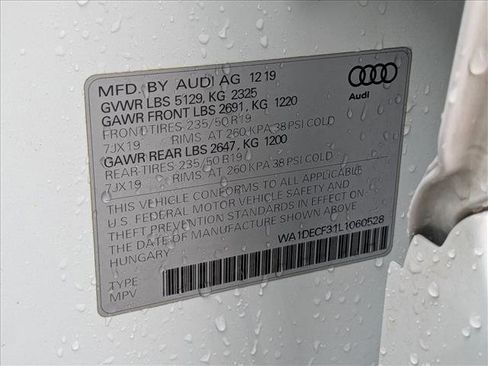 MFD. BY AUDI AG 12 19
GVWR LBS 5129, KG 2325
GAWR FRONT LBS 2691, KG 1220
FRONT-TIRES 235/50 R19
7JX19 RIMS, AT 260 KPA 38 PSI COLD
GAWR REAR LBS 2647, KG 1200
REAR-TIRES 235/50 R19
7JX19 RIMS, AT 260 KPA 38 PSI COLD
Audi
THIS VEHICLE CONFORMS TO ALL APPLICABLE
U.S. FEDERAL MOTOR VEHICLE SAFETY AND
THEFT PREVENTION STANDARDS IN EFFECT ON
DATE OF MANUFACTURE SHOWN ABOVE.
HUNGARY
WA1DECF31L1060528
TYPE
MPV